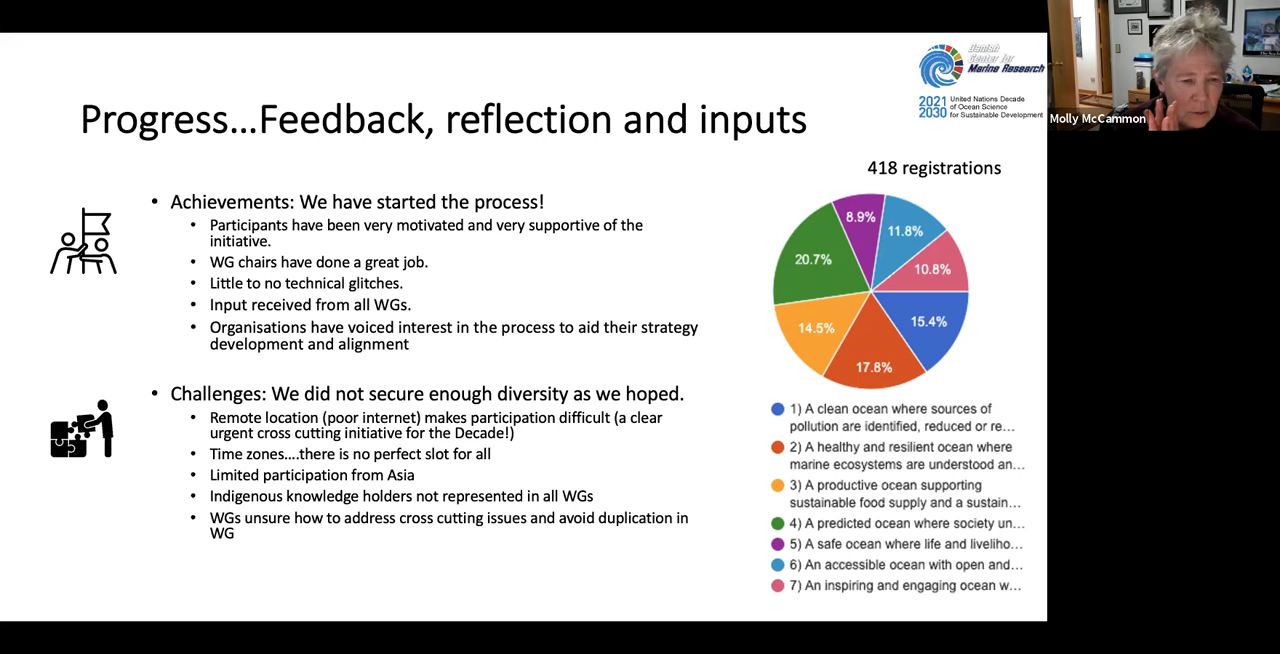 Danish
Center for
Marine Research
2021
2030
United Nations Decade
of Ocean Science
for Sustainable Development
Molly McCammon
Progress...Feedback, reflection and inputs
418 registrations
• Achievements: We have started the process!
• Participants have been very motivated and very supportive of the
initiative.
• WG chairs have done a great job.
• Little to no technical glitches.
• Input received from all WGs.
• Organisations have voiced interest in the process to aid their strategy
development and alignment
• Challenges: We did not secure enough diversity as we hoped.
• Remote location (poor internet) makes participation difficult (a clear
urgent cross cutting initiative for the Decade!)
• Time zones....there is no perfect slot for all
• Limited participation from Asia
• Indigenous knowledge holders not represented in all WGs
• WGs unsure how to address cross cutting issues and avoid duplication in
WG
8.9%
11.8%
20.7%
10.8%
14.5%
15.4%
17.8%
1) A clean ocean where sources of
pollution are identified, reduced or re...
2) A healthy and resilient ocean where
marine ecosystems are understood an...
3) A productive ocean supporting
sustainable food supply and a sustain...
4) A predicted ocean where society un...
5) A safe ocean where life and liveliho...
6) An accessible ocean with open and...
7) An inspiring and engaging ocean w...